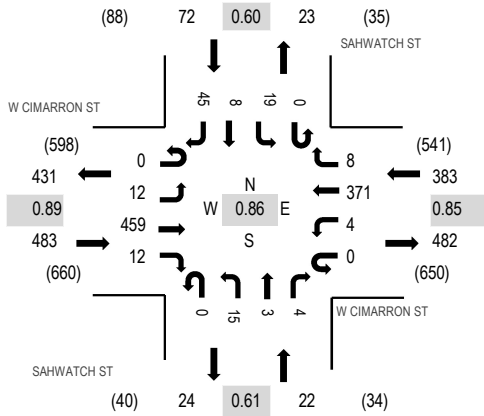 (88) 72 0.60 23 (35)
SAHWATCH ST
45 8 19 0
W CIMARRON ST
(598) (541)
0 8
431 383
12 N 371
0.89 W 0.86 E 0.85
459 S 4
483 482
12 0
(660) (650)
0 15 3 4
W CIMARRON ST
SAHWATCH ST
(40) 24 0.61 22 (34)